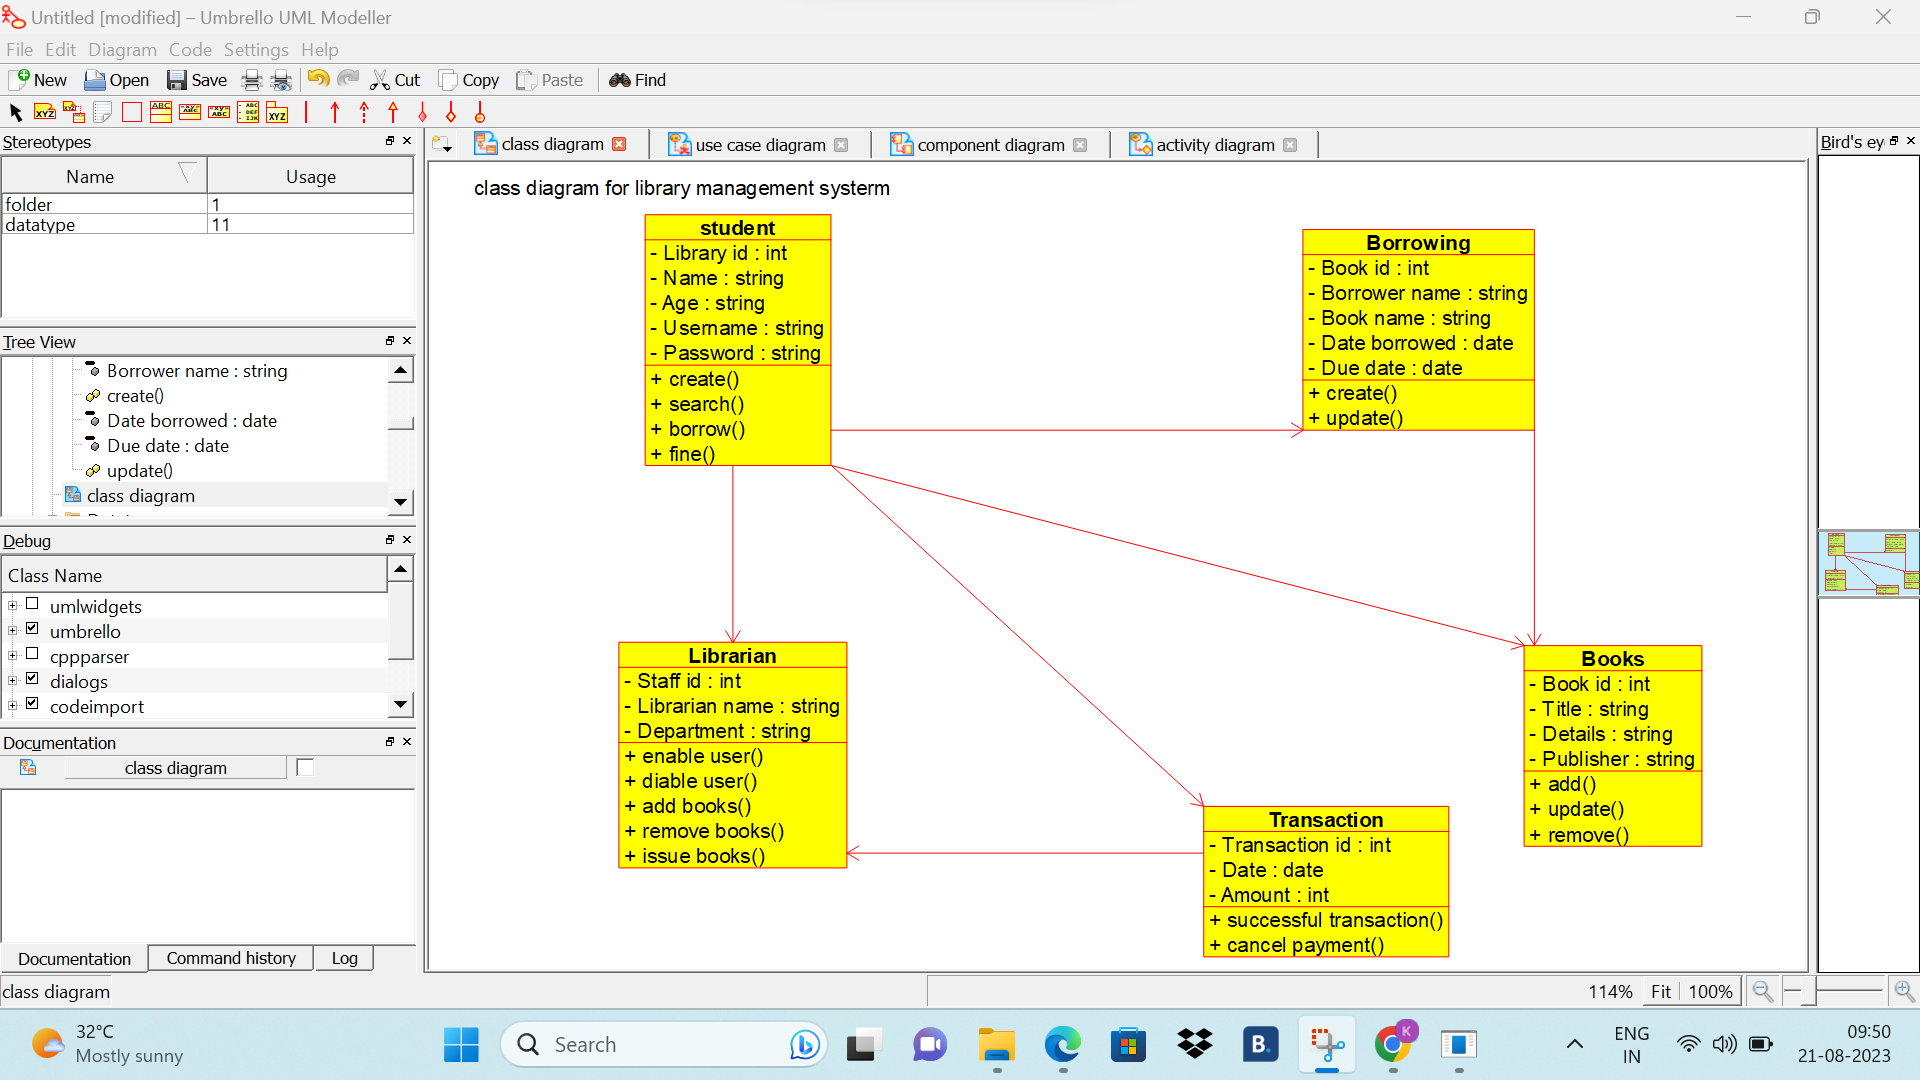 Untitled [modified] – Umbrello UML Modeller
File Edit Diagram Code Settings Help
New Open Save Cut Copy Paste Find
Stereotypes
Name Usage
folder 1
datatype 11
Tree View
Borrower name : string
create()
Date borrowed : date
Due date : date
update()
class diagram
Debug
Class Name
umlwidgets
umbrello
cppparser
dialogs
codeimport
Documentation
class diagram
Documentation Command history Log
class diagram
class diagram use case diagram component diagram activity diagram
class diagram for library management systerm
student
- Library id : int
- Name : string
- Age : string
- Username : string
- Password : string
+ create()
+ search()
+ borrow()
+ fine()
Borrowing
- Book id : int
- Borrower name : string
- Book name : string
- Date borrowed : date
- Due date : date
+ create()
+ update()
Librarian
- Staff id : int
- Librarian name : string
- Department : string
+ enable user()
+ diable user()
+ add books()
+ remove books()
+ issue books()
Transaction
- Transaction id : int
- Date : date
- Amount : int
+ successful transaction()
+ cancel payment()
Books
- Book id : int
- Title : string
- Details : string
- Publisher : string
+ add()
+ update()
+ remove()
Bird's ey
114% Fit 100%
32°C
Mostly sunny
Search
B.
K
ENG
IN
09:50
21-08-2023